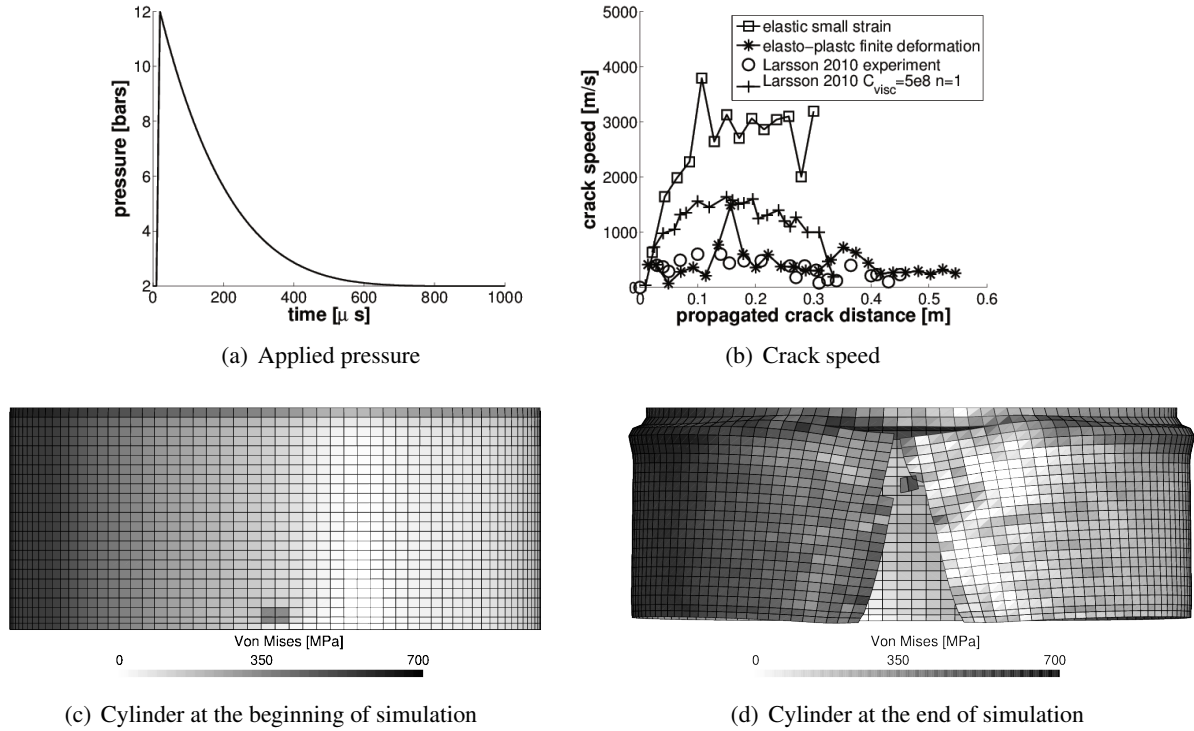 12
10
8
6
4
2
0
200
400
600
800
1000
pressure [bars]
time [μ s]
(a) Applied pressure
5000
4000
3000
2000
1000
0
0
0.1
0.2
0.3
0.4
0.5
0.6
crack speed [m/s]
propagated crack distance [m]
elastic small strain
elasto-plastc finite deformation
Larsson 2010 experiment
Larsson 2010 Cvisc=5e8 n=1
(b) Crack speed
Von Mises [MPa]
0 350 700
(c) Cylinder at the beginning of simulation
Von Mises [MPa]
0 350 700
(d) Cylinder at the end of simulation